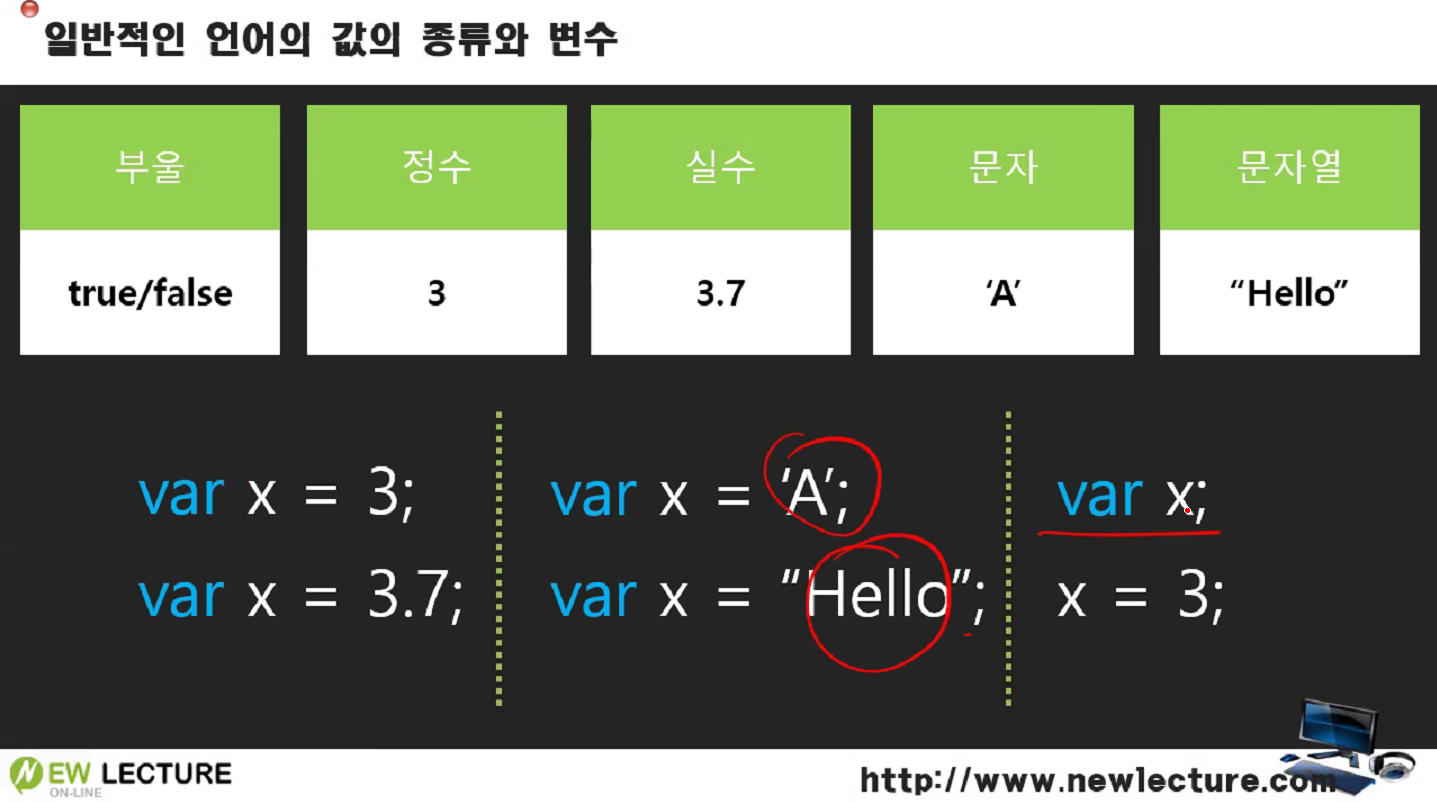 일반적인 언어의 값의 종류와 변수
부울 정수 실수 문자 문자열
true/false 3 3.7 ‘A’ “Hello”
var x = 3; var x = ‘A’; var x;
var x = 3.7; var x = “Hello”; x = 3;
NEW LECTURE
ON-LINE
http://www.newlecture.com